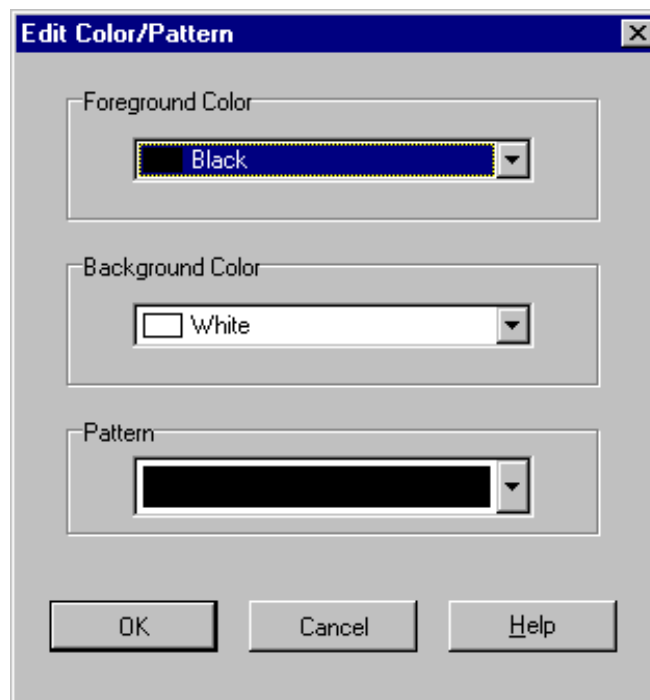 Edit Color/Pattern
Foreground Color
Black
Background Color
White
Pattern
OK Cancel Help